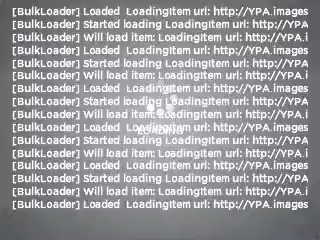 [BulkLoader] Loaded  LoadingItem url: http://YPA.images
[BulkLoader] Started loading LoadingItem url: http://YPA
[BulkLoader] Loaded  LoadingItem url: http://YPA.images
[BulkLoader] Will load item: LoadingItem url: http://YPA.i
[BulkLoader] Started loading LoadingItem url: http://YPA
[BulkLoader] Will load item: LoadingItem url: http://YPA.i
[BulkLoader] Loaded  LoadingItem url: http://YPA.images
[BulkLoader] Started loading LoadingItem url: http://YPA
[BulkLoader] Will load item: LoadingItem url: http://YPA.i
[BulkLoader] Loaded  LoadingItem url: http://YPA.images
LOADING
[BulkLoader] Started loading LoadingItem url: http://YPA
[BulkLoader] Will load item: LoadingItem url: http://YPA.i
[BulkLoader] Loaded  LoadingItem url: http://YPA.images
[BulkLoader] Started loading LoadingItem url: http://YPA
[BulkLoader] Will load item: LoadingItem url: http://YPA.i
[BulkLoader] Loaded  LoadingItem url: http://YPA.images